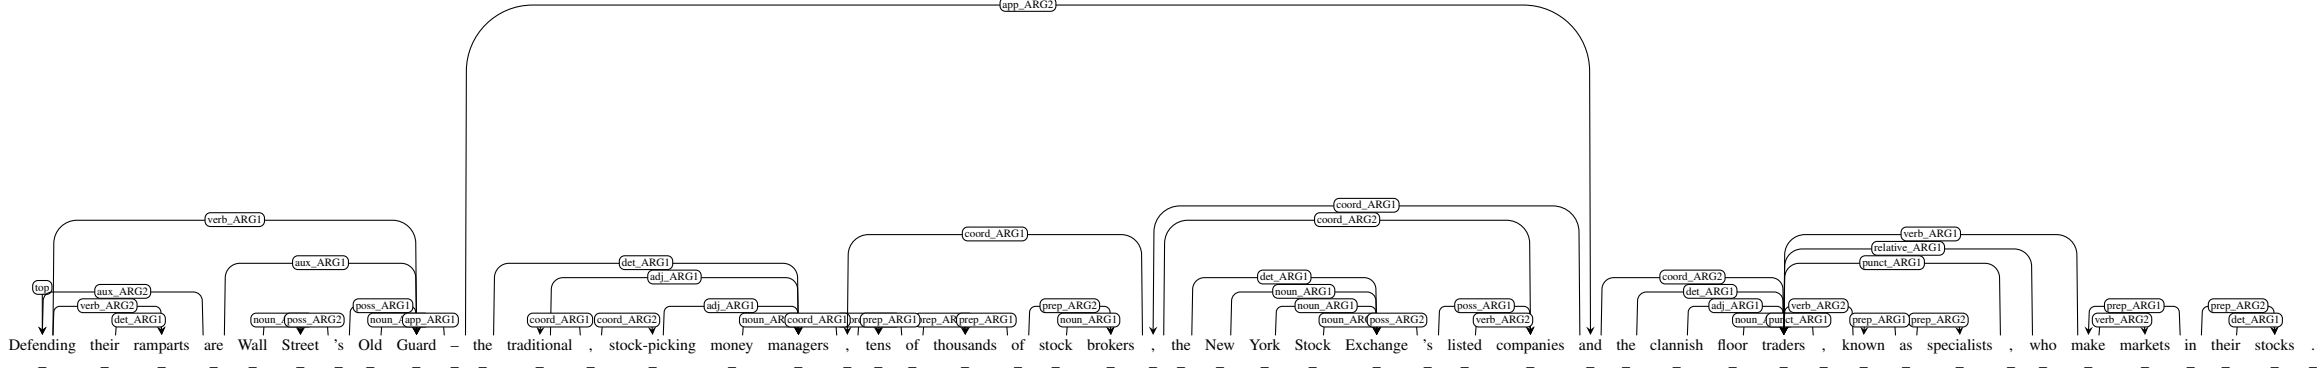 app_ARG2
coord_ARG1
verb_ARG1 coord_ARG2
coord_ARG1 verb_ARG1
relative_ARG1
aux_ARG1 det_ARG1 punct_ARG1
adj_ARG1 det_ARG1 coord_ARG2
top aux_ARG2 noun_ARG1 det_ARG1
verb_ARG2 poss_ARG1 adj_ARG1 prep_ARG2 noun_ARG1 poss_ARG1 adj_ARG1 verb_ARG2 prep_ARG1 prep_ARG2
det_ARG1 poss_ARG2 app_ARG1 coord_ARG1 coord_ARG2 coord_ARG1 prep_ARG1 prep_ARG1 noun_ARG1 poss_ARG2 verb_ARG2 punct_ARG1 prep_ARG1 prep_ARG2 verb_ARG2 det_ARG1
Defending their ramparts are Wall Street 's Old Guard – the traditional , stock-picking money managers , tens of thousands of stock brokers , the New York Stock Exchange 's listed companies and the clannish floor traders , known as specialists , who make markets in their stocks .